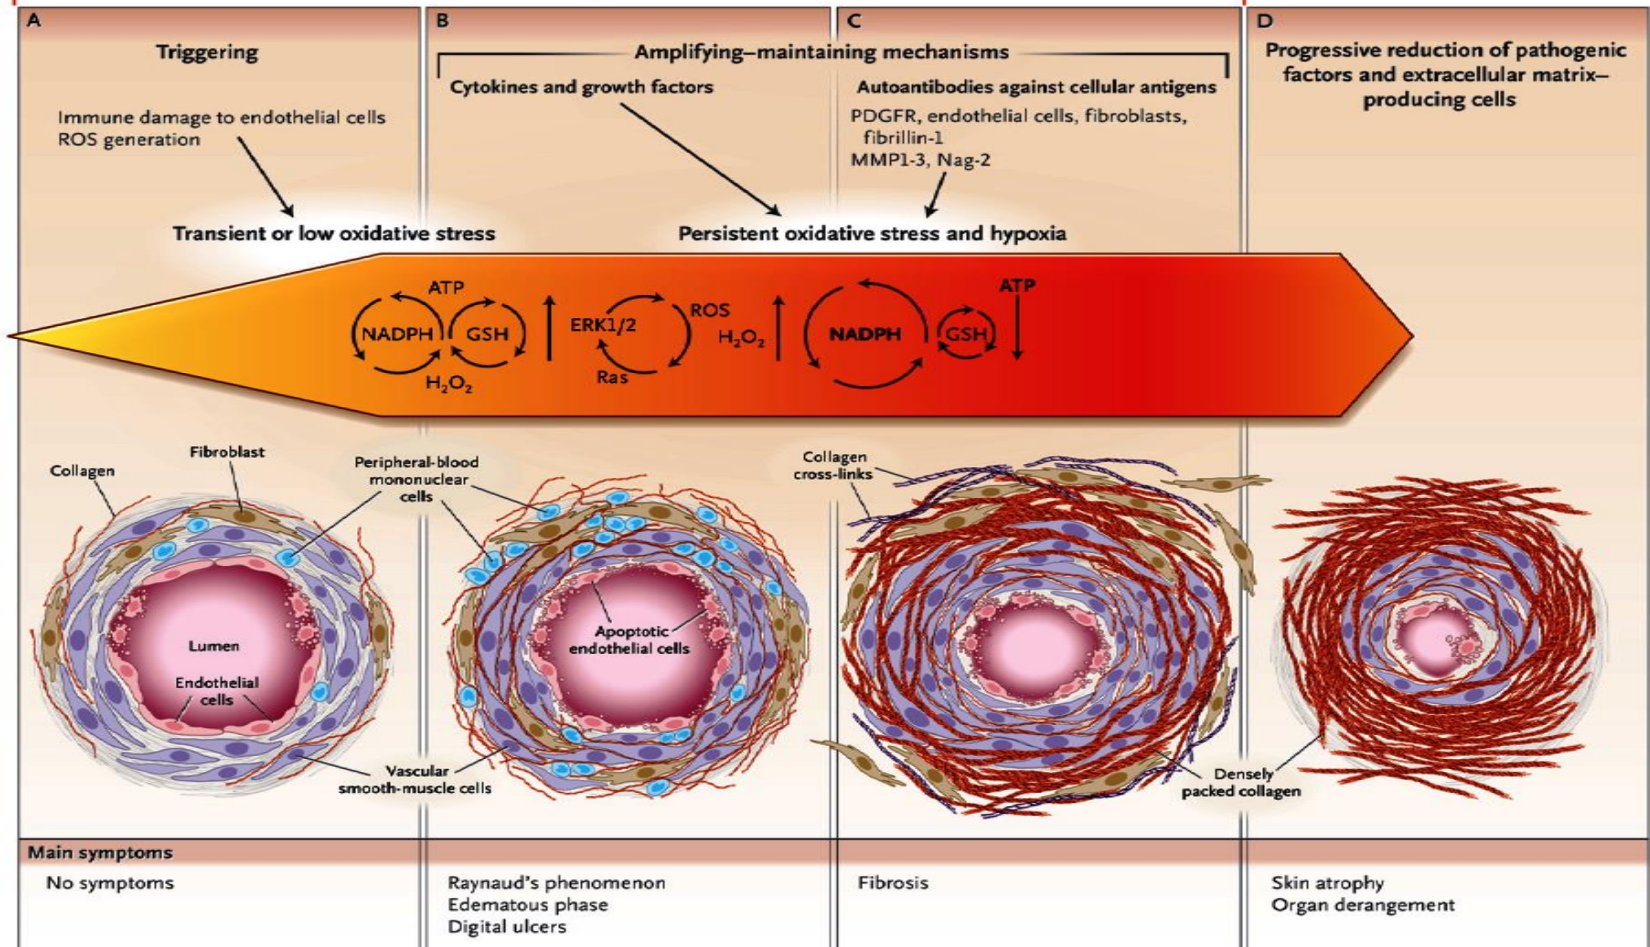 A
Triggering
Immune damage to endothelial cells
ROS generation
Transient or low oxidative stress
B
C
Amplifying–maintaining mechanisms
Cytokines and growth factors
Autoantibodies against cellular antigens
PDGFR, endothelial cells, fibroblasts,
fibrillin-1
MMP1-3, Nag-2
Persistent oxidative stress and hypoxia
D
Progressive reduction of pathogenic
factors and extracellular matrix–
producing cells
ATP
NADPH
GSH
H₂O₂
ERK1/2
ROS
Ras
H₂O₂
NADPH
GSH
ATP
Collagen
Fibroblast
Peripheral-blood
mononuclear
cells
Lumen
Endothelial
cells
Vascular
smooth-muscle cells
Apoptotic
endothelial cells
Collagen
cross-links
Densely
packed collagen
Main symptoms
No symptoms
Raynaud’s phenomenon
Edematous phase
Digital ulcers
Fibrosis
Skin atrophy
Organ derangement